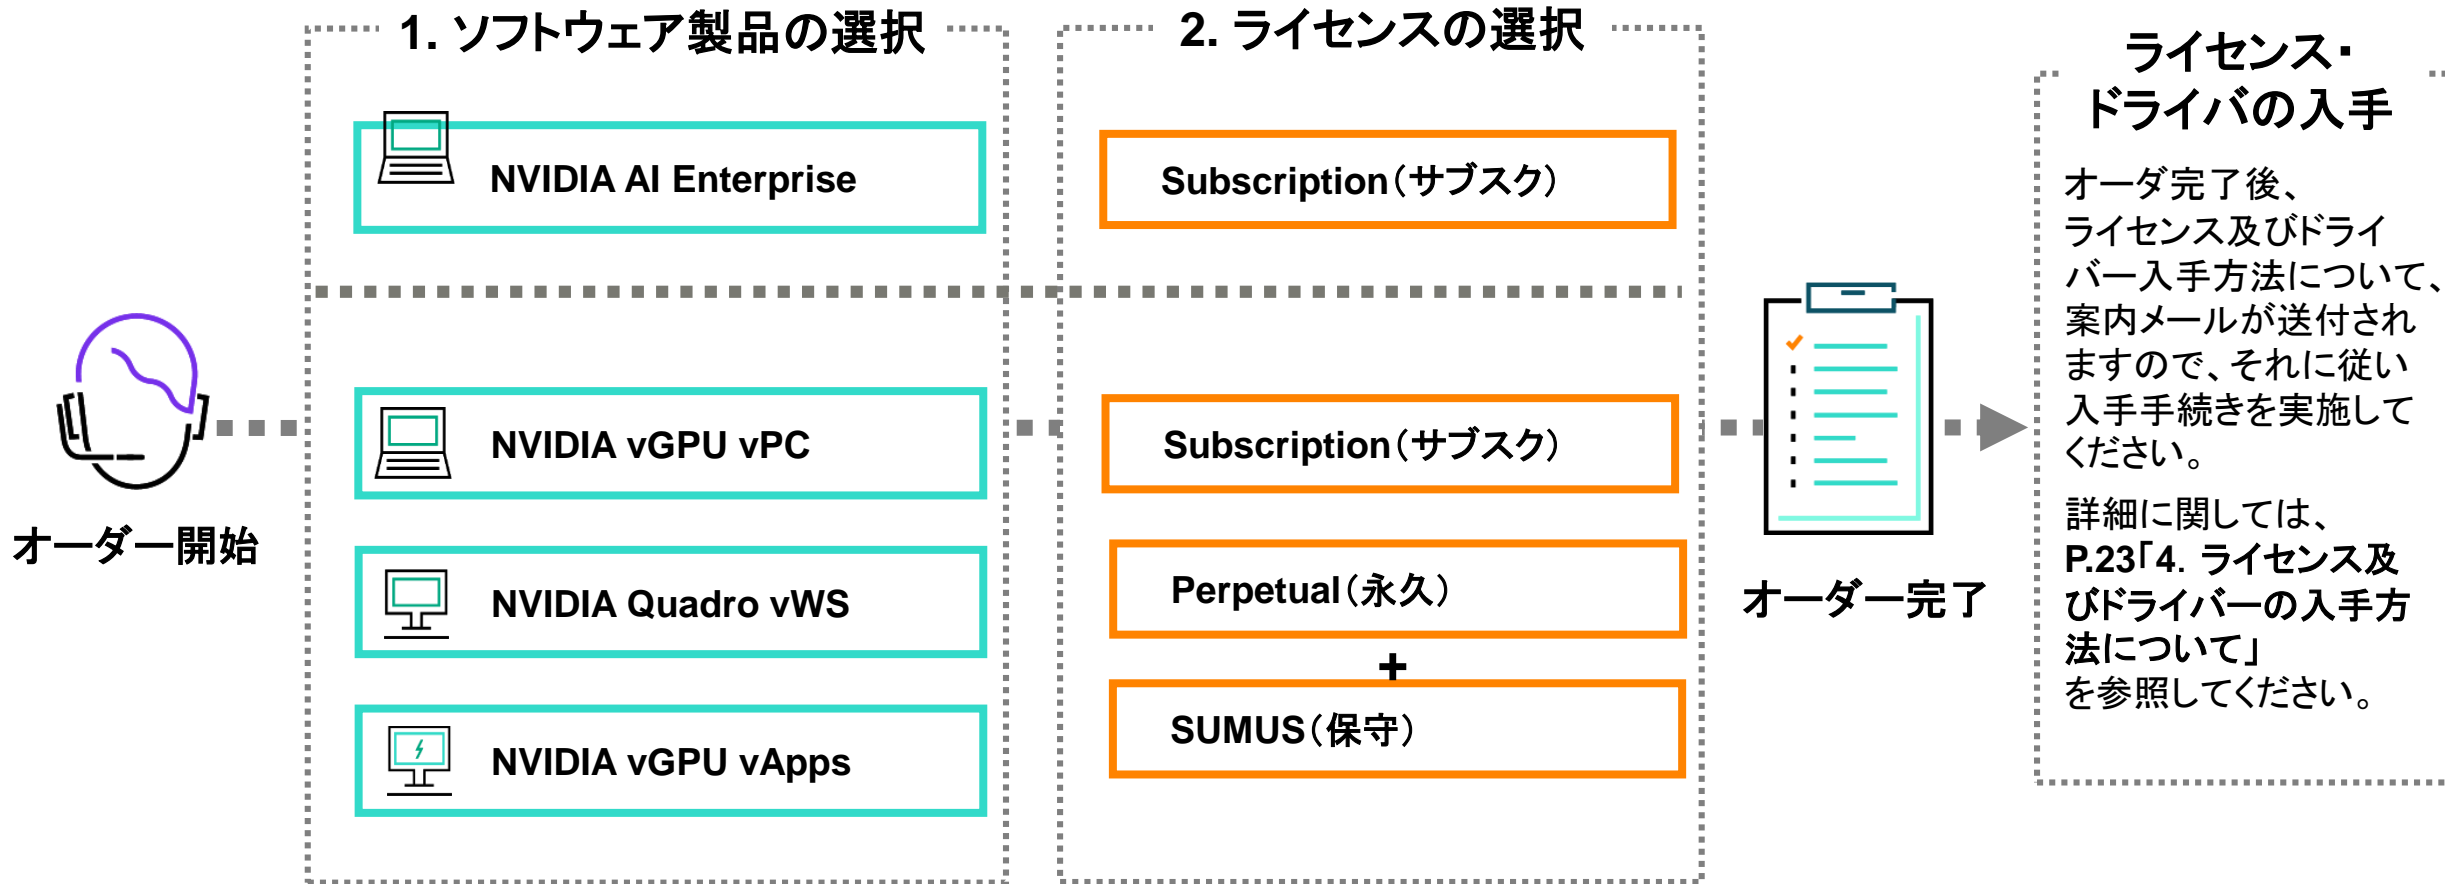 1. ソフトウェア製品の選択
NVIDIA AI Enterprise
NVIDIA vGPU vPC
NVIDIA Quadro vWS
NVIDIA vGPU vApps
オーダー開始
2. ライセンスの選択
Subscription（サブスク）
Subscription（サブスク）
Perpetual（永久）
+
SUMUS（保守）
オーダー完了
ライセンス・
ドライバの入手
オーダ完了後、
ライセンス及びドライ
バー入手方法について、
案内メールが送付され
ますので、それに従い
入手手続きを実施して
ください。
詳細に関しては、
P.23「4. ライセンス及
びドライバーの入手方
法について」
を参照してください。